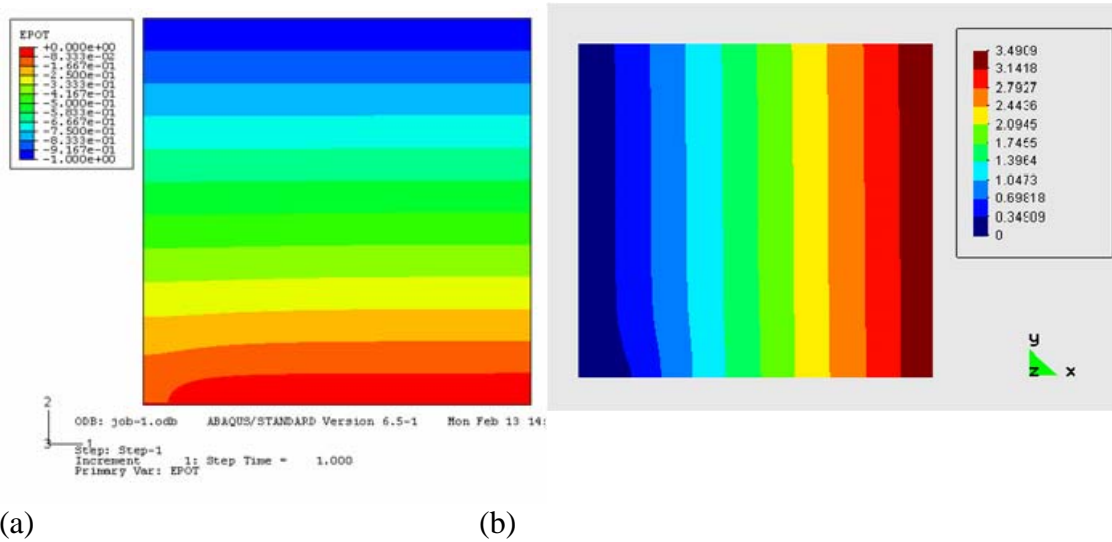 EPOT
+0.000e+00
-8.333e-02
-1.667e-01
-2.500e-01
-3.333e-01
-4.167e-01
-5.000e-01
-5.833e-01
-6.667e-01
-7.500e-01
-8.333e-01
-9.167e-01
-1.000e+00
2
3
1
ODB: job-1.odb ABAQUS/STANDARD Version 6.5-1 Mon Feb 13 14:
Step: Step-1
Increment 1: Step Time = 1.000
Primary Var: EPOT
3.4909
3.1418
2.7927
2.4436
2.0945
1.7455
1.3964
1.0473
0.69818
0.34909
0
y
z x
(a) (b)